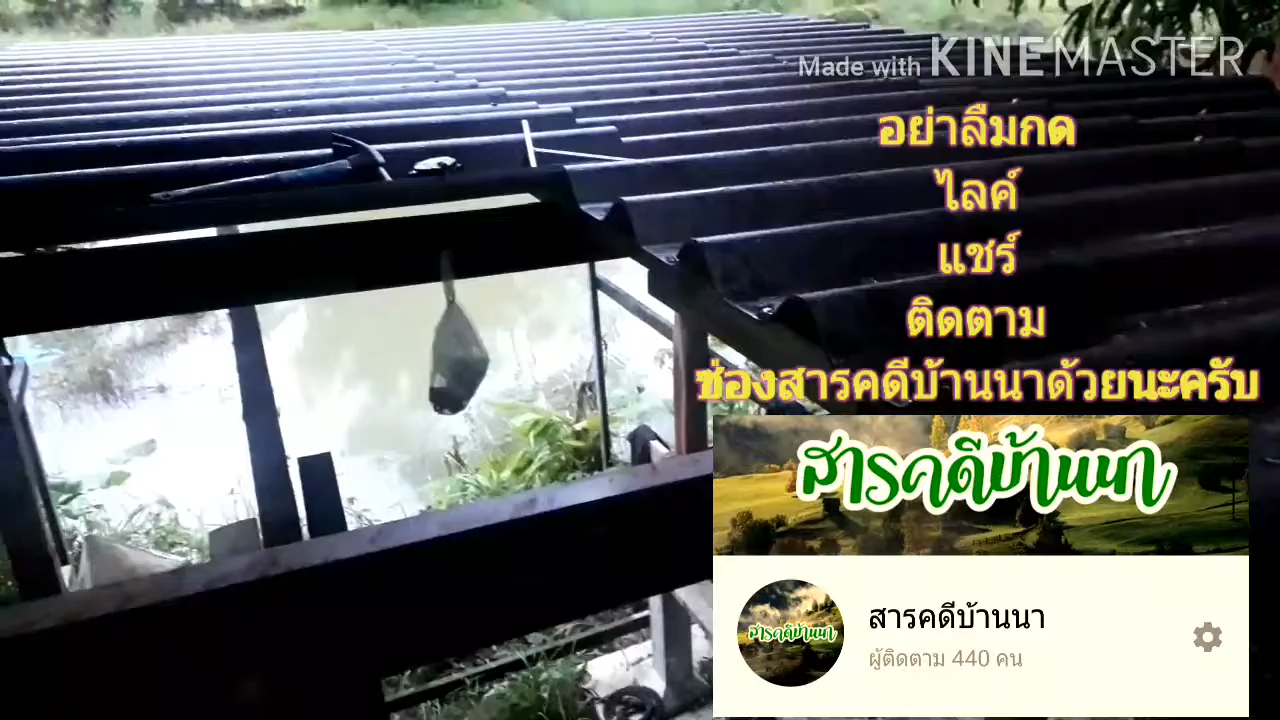 Made with KINEMASTER
อย่าลืมกด
ไลค์
แชร์
ติดตาม
ช่องสารคดีบ้านนาด้วยนะครับ
สารคดีบ้านนา
สารคดีบ้านนา
สารคดีบ้านนา
ผู้ติดตาม 440 คน